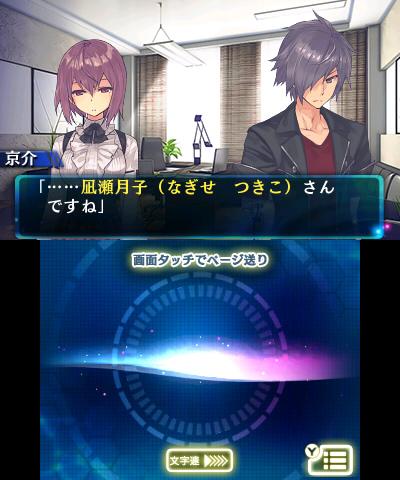 京介
「……凪瀬月子（なぎせ　つきこ）さん
ですね」
画面タッチでページ送り
文字速
Y